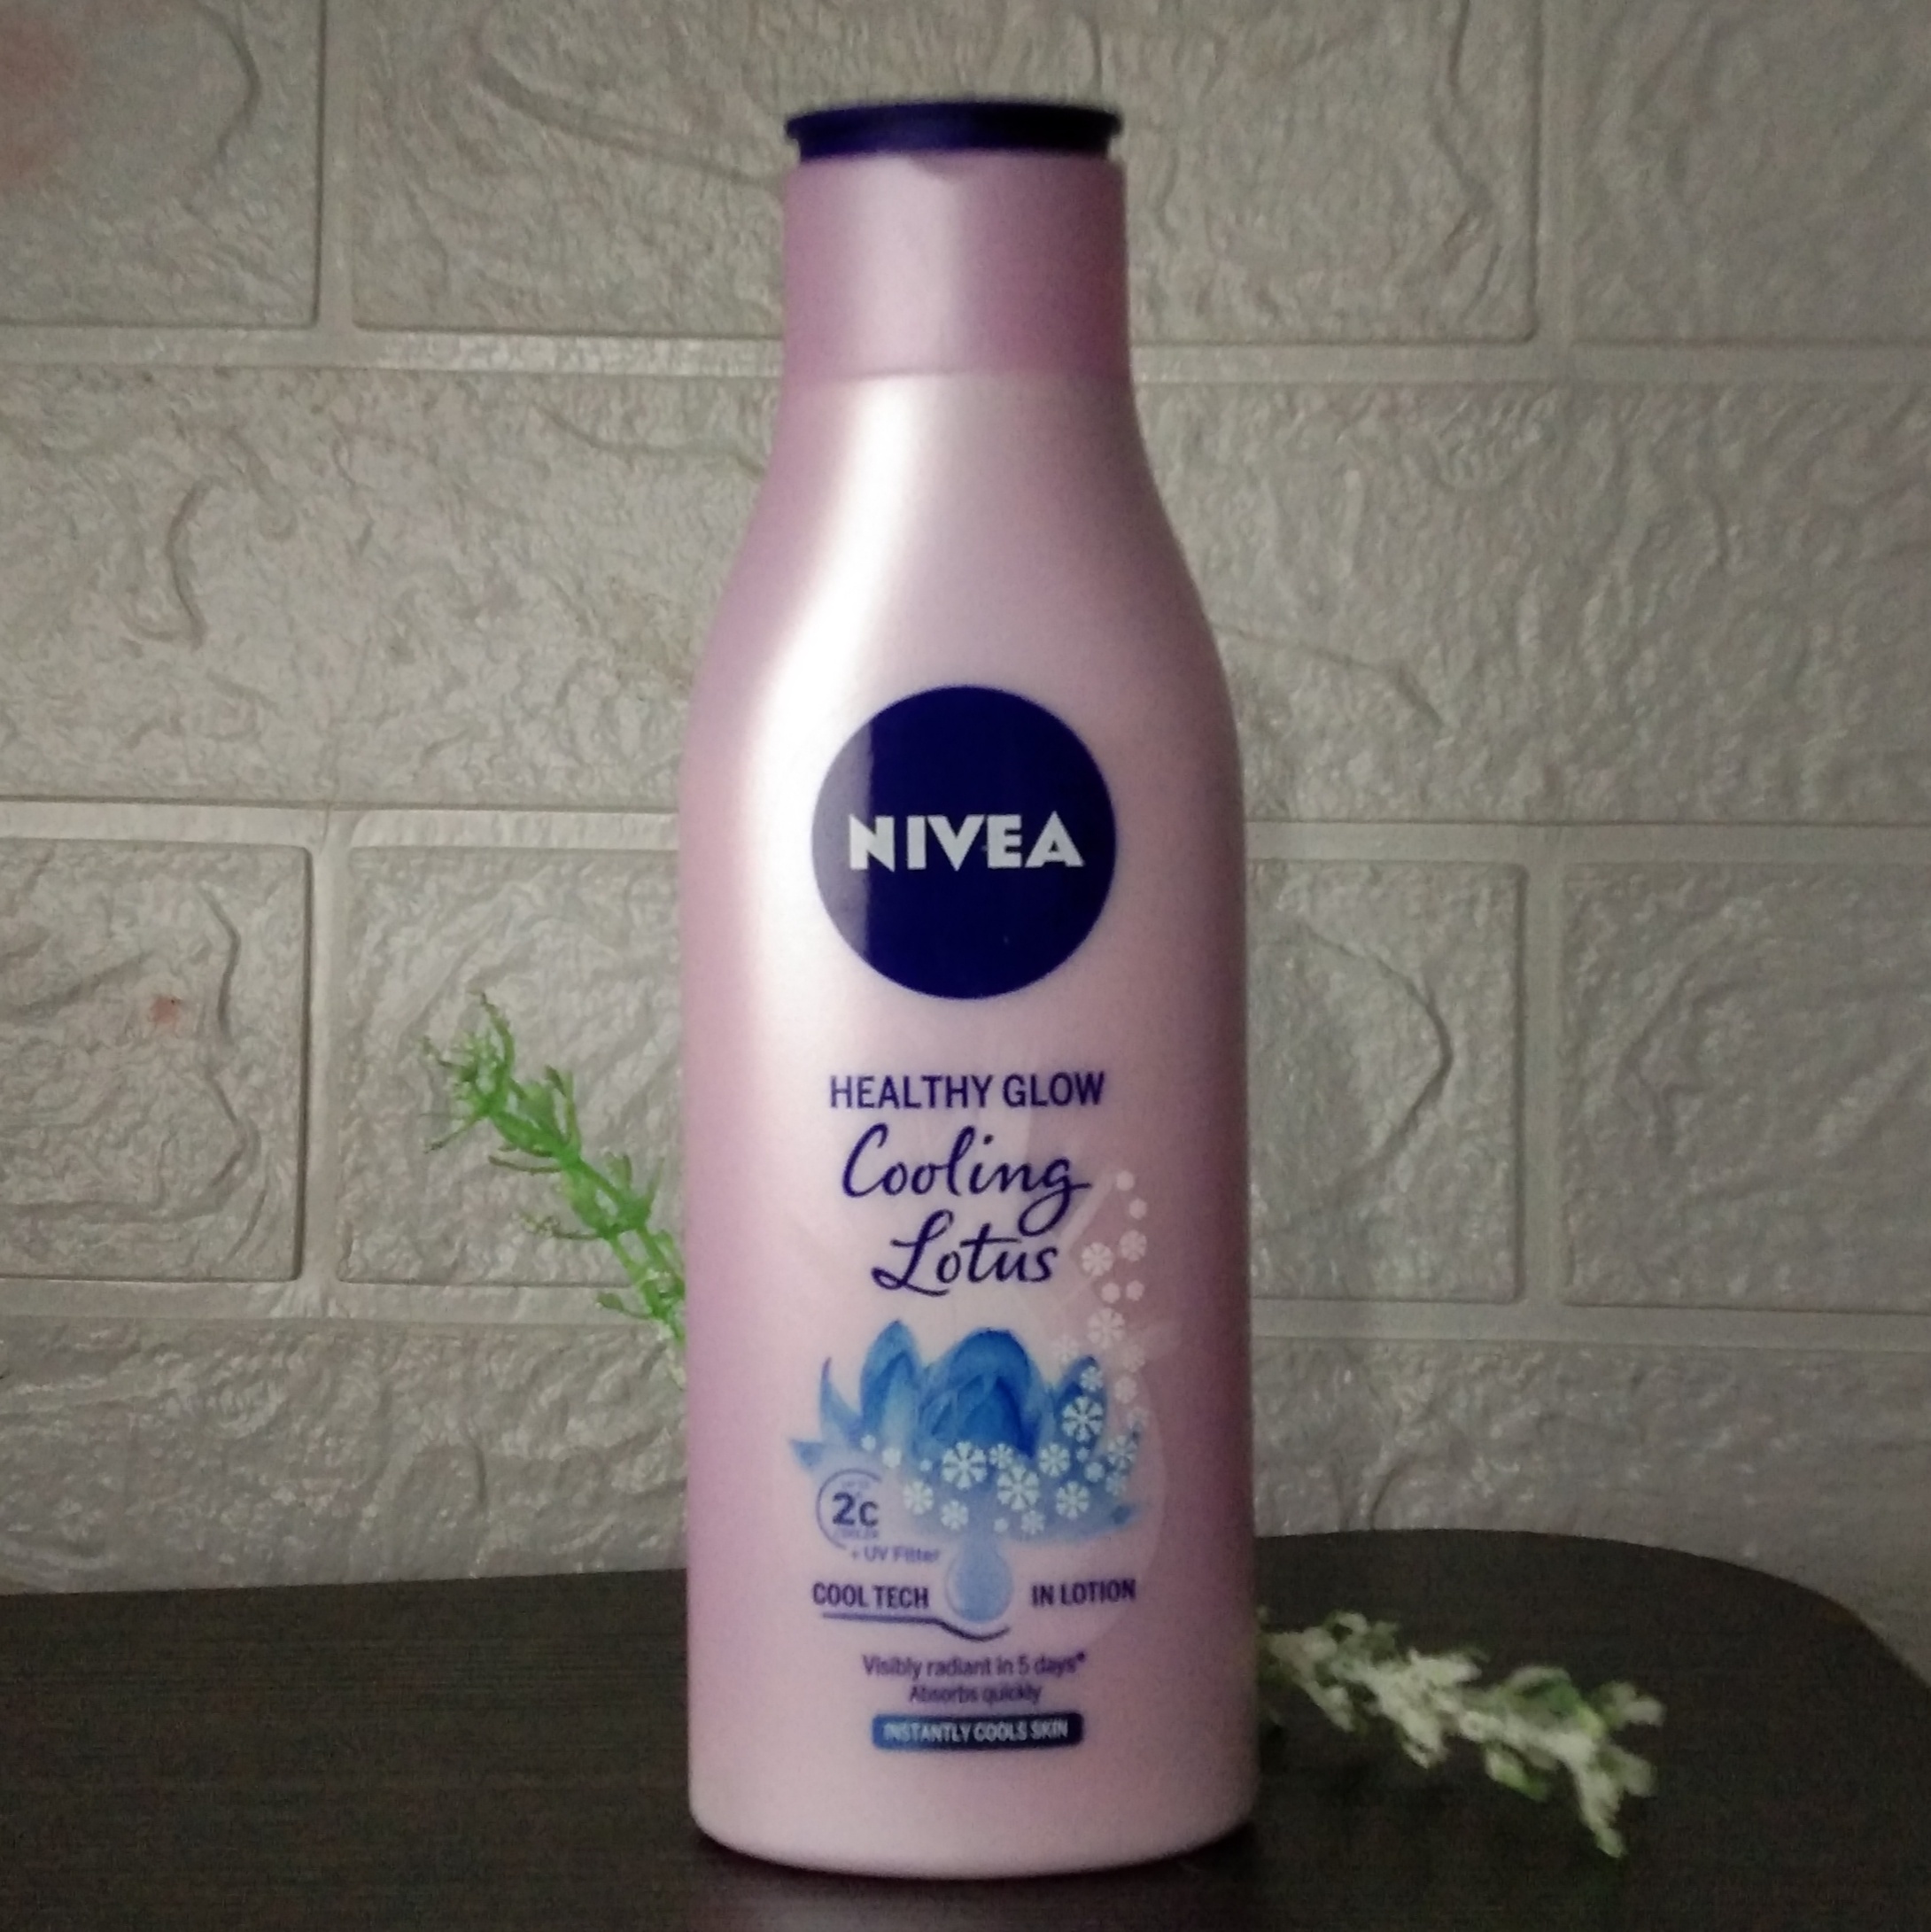 NIVEA
HEALTHY GLOW
Cooling
Lotus
2c
+ UV Filter
COOL TECH IN LOTION
Visibly radiant in 5 days*
Absorbs quickly
INSTANTLY COOLS SKIN